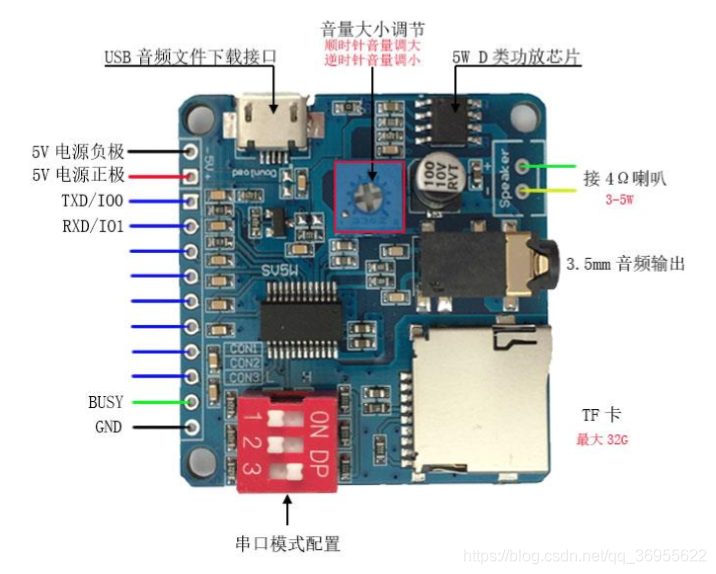 音量大小调节
顺时针音量调大
逆时针音量调小
USB 音频文件下载接口
5W D 类功放芯片
5V 电源负极
5V 电源正极
TXD/IO0
RXD/IO1
BUSY
GND
- 5V +
Download
100
10V
RVT
+
-
Speaker
接 4Ω喇叭
3-5W
3.5mm 音频输出
M5AS
CON1
CON2
CON3
L H
ON DP
1
2
3
TF 卡
最大 32G
串口模式配置
https://blog.csdn.net/qq_36955622